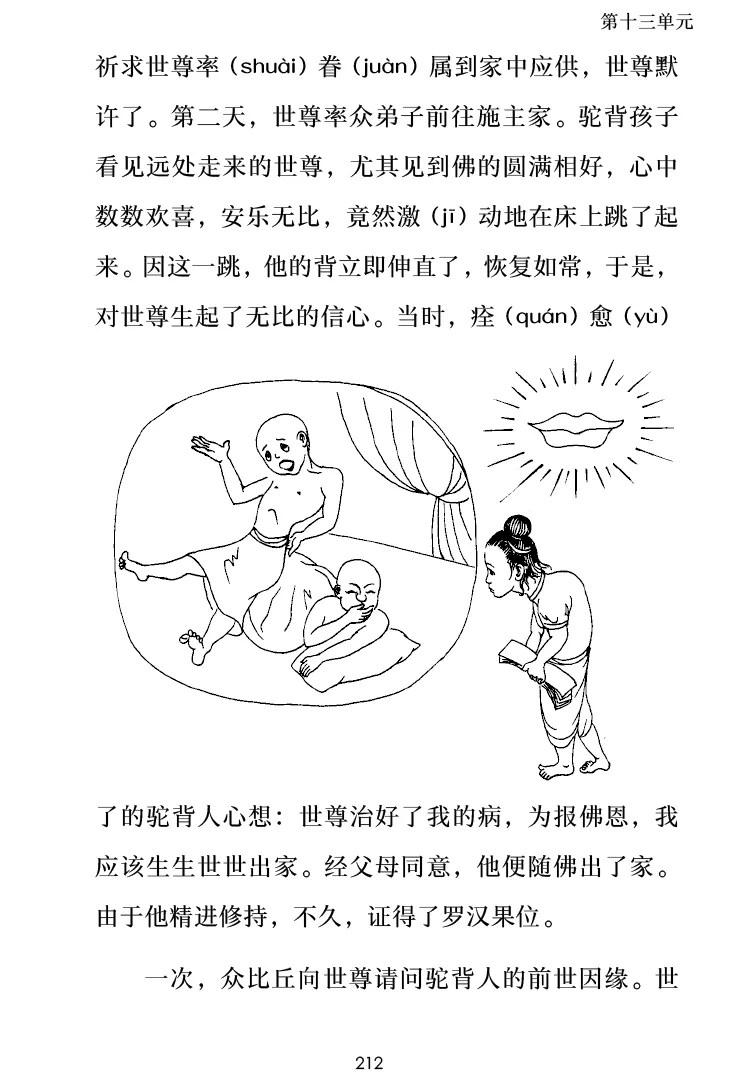 第十三单元
祈求世尊率（shuài）眷（juàn）属到家中应供，世尊默
许了。第二天，世尊率众弟子前往施主家。驼背孩子
看见远处走来的世尊，尤其见到佛的圆满相好，心中
数数欢喜，安乐无比，竟然激（jī）动地在床上跳了起
来。因这一跳，他的背立即伸直了，恢复如常，于是，
对世尊生起了无比的信心。当时，痊（quán）愈（yù）
了的驼背人心想：世尊治好了我的病，为报佛恩，我
应该生生世世出家。经父母同意，他便随佛出了家。
由于他精进修持，不久，证得了罗汉果位。
一次，众比丘向世尊请问驼背人的前世因缘。世
212